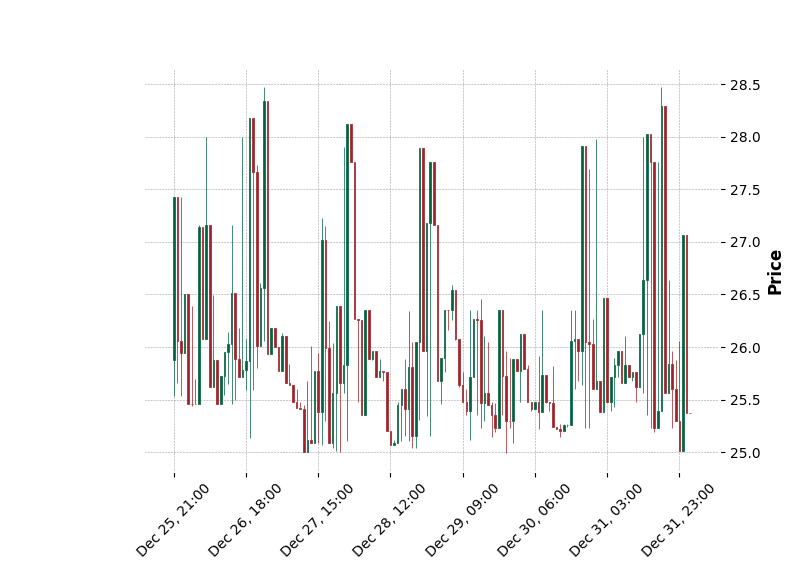 28.5
28.0
27.5
27.0
26.5
26.0
25.5
25.0
Price
Dec 25, 21:00
Dec 26, 18:00
Dec 27, 15:00
Dec 28, 12:00
Dec 29, 09:00
Dec 30, 06:00
Dec 31, 03:00
Dec 31, 23:00